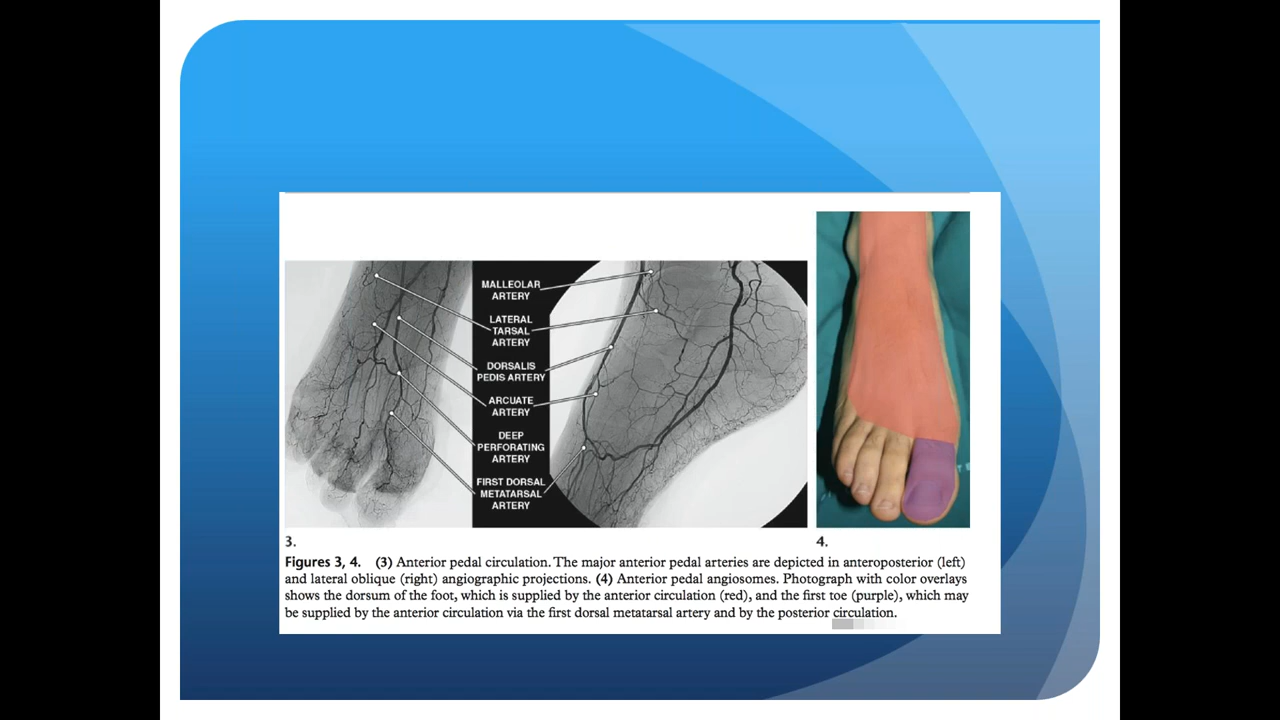 MALLEOLAR
ARTERY
LATERAL
TARSAL
ARTERY
DORSALIS
PEDIS ARTERY
ARCUATE
ARTERY
DEEP
PERFORATING
ARTERY
FIRST DORSAL
METATARSAL
ARTERY
3.
4.
Figures 3, 4. (3) Anterior pedal circulation. The major anterior pedal arteries are depicted in anteroposterior (left)
and lateral oblique (right) angiographic projections. (4) Anterior pedal angiosomes. Photograph with color overlays
shows the dorsum of the foot, which is supplied by the anterior circulation (red), and the first toe (purple), which may
be supplied by the anterior circulation via the first dorsal metatarsal artery and by the posterior circulation.